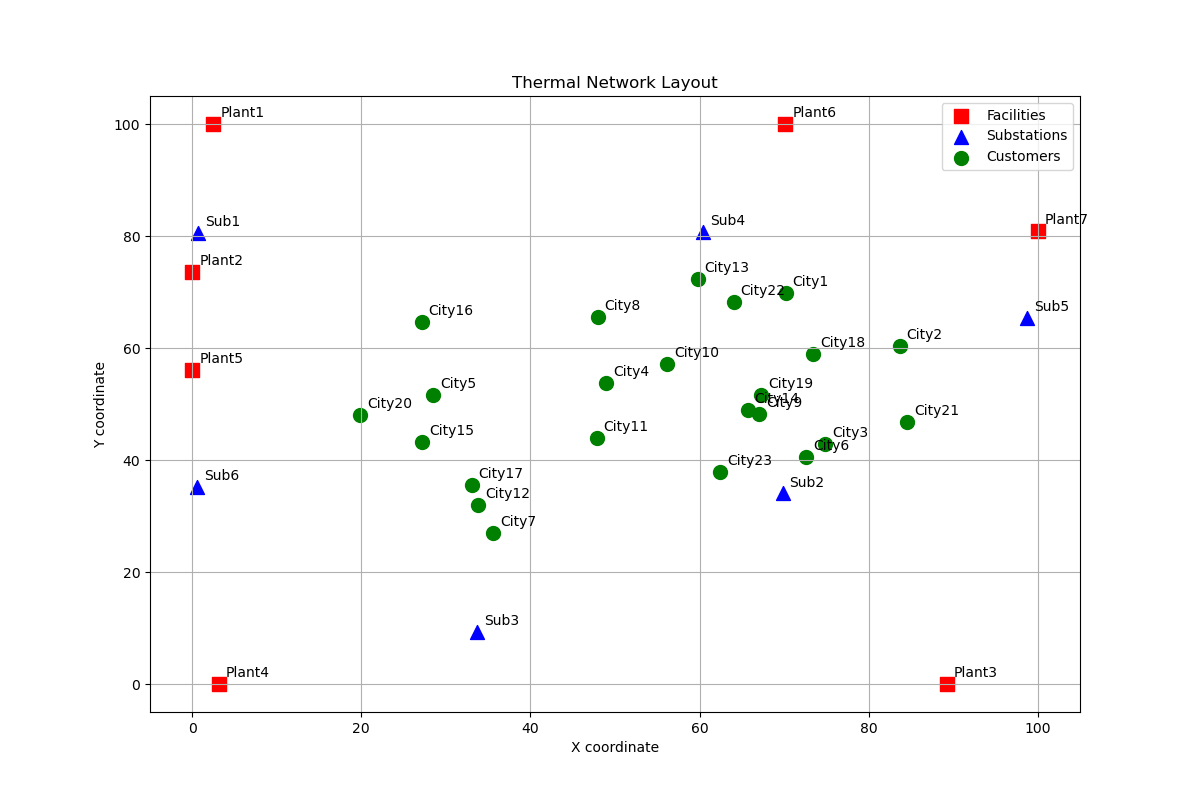 Thermal Network Layout
Plant1
Plant6
Facilities
Substations
Customers
100
Sub1
Sub4
Plant7
80
Plant2
City13
City22
City1
City16
City8
Sub5
City18
City2
60
Plant5
City10
City4
City5
City19
City14
City9
City20
City21
City15
City11
City3
City6
40
City23
Sub6
City17
Sub2
City12
City7
20
Sub3
Plant4
Plant3
0
0
20
40
60
80
100
X coordinate
Y coordinate